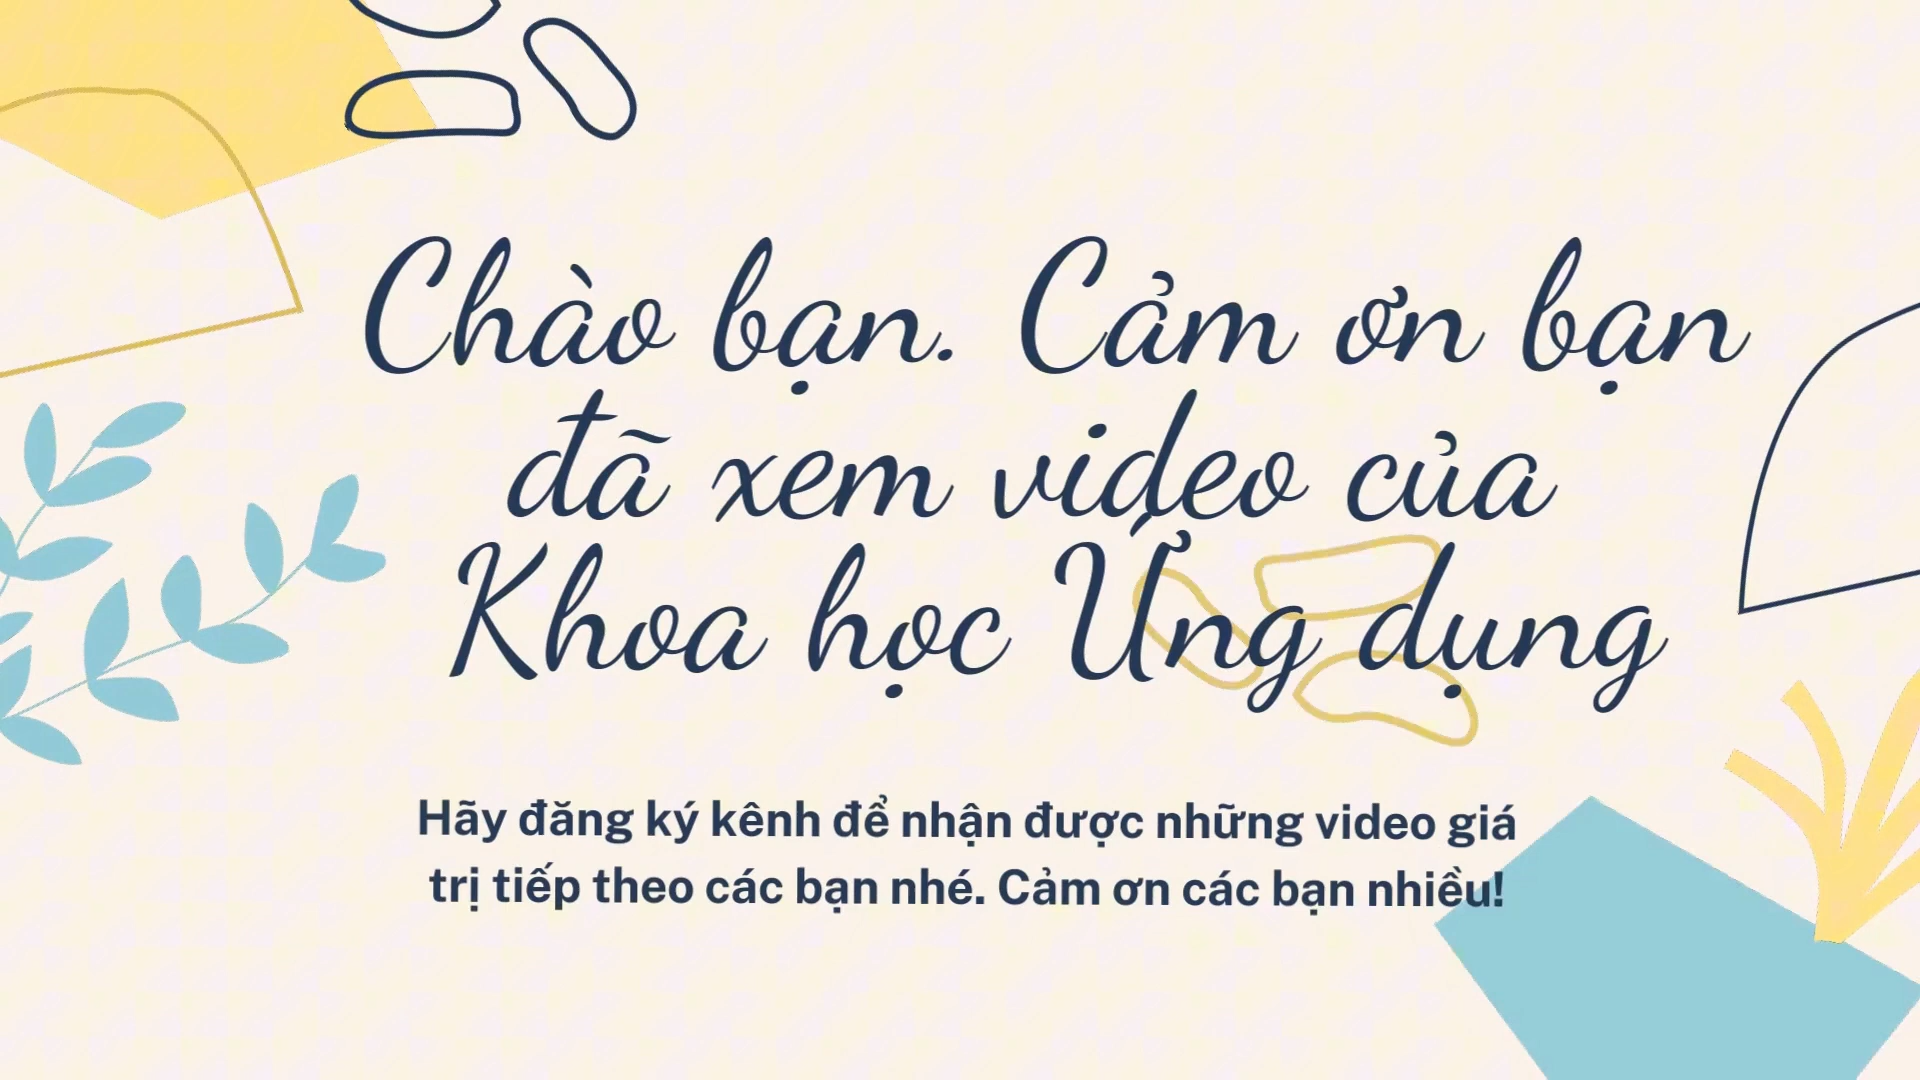 Chào bạn. Cảm ơn bạn
đã xem video của
Khoa học Ứng dụng
Hãy đăng ký kênh để nhận được những video giá
trị tiếp theo các bạn nhé. Cảm ơn các bạn nhiều!